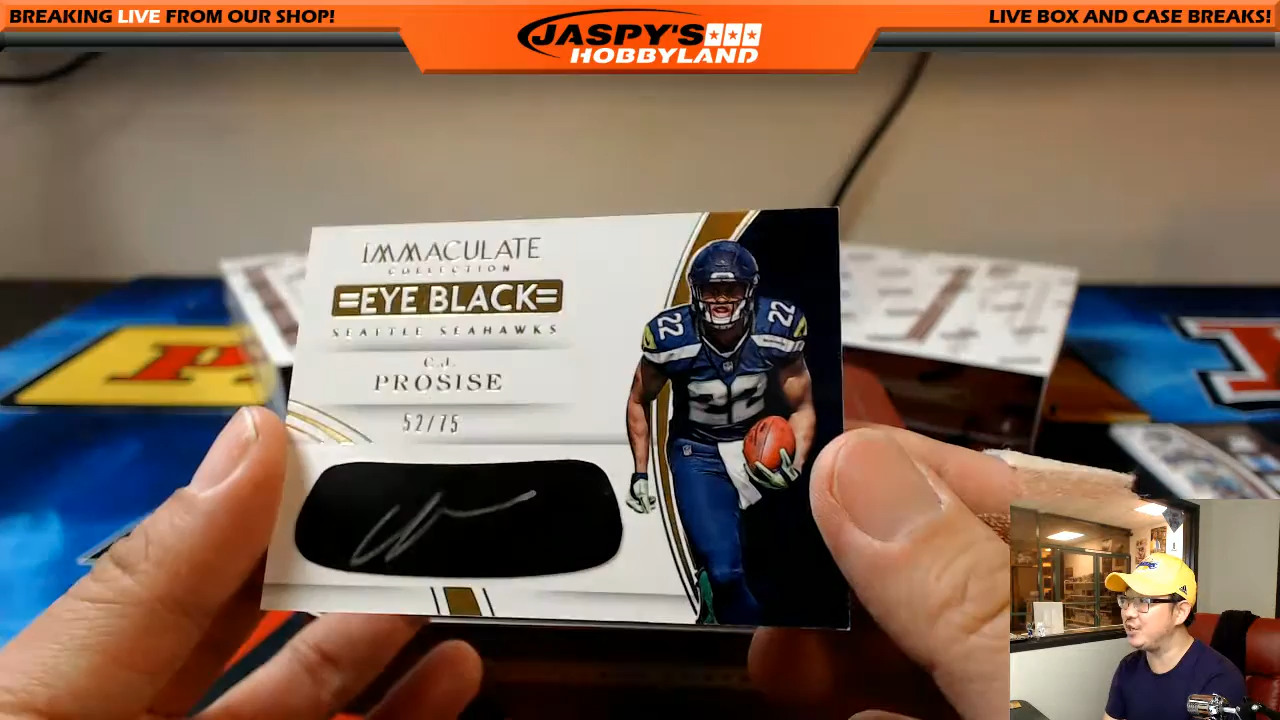 BREAKING LIVE FROM OUR SHOP!
JASPY'S
HOBBYLAND
LIVE BOX AND CASE BREAKS!
IMMACULATE
COLLECTION
=EYE BLACK=
SEATTLE SEAHAWKS
C.J.
PROSISE
52/75
22
22
22